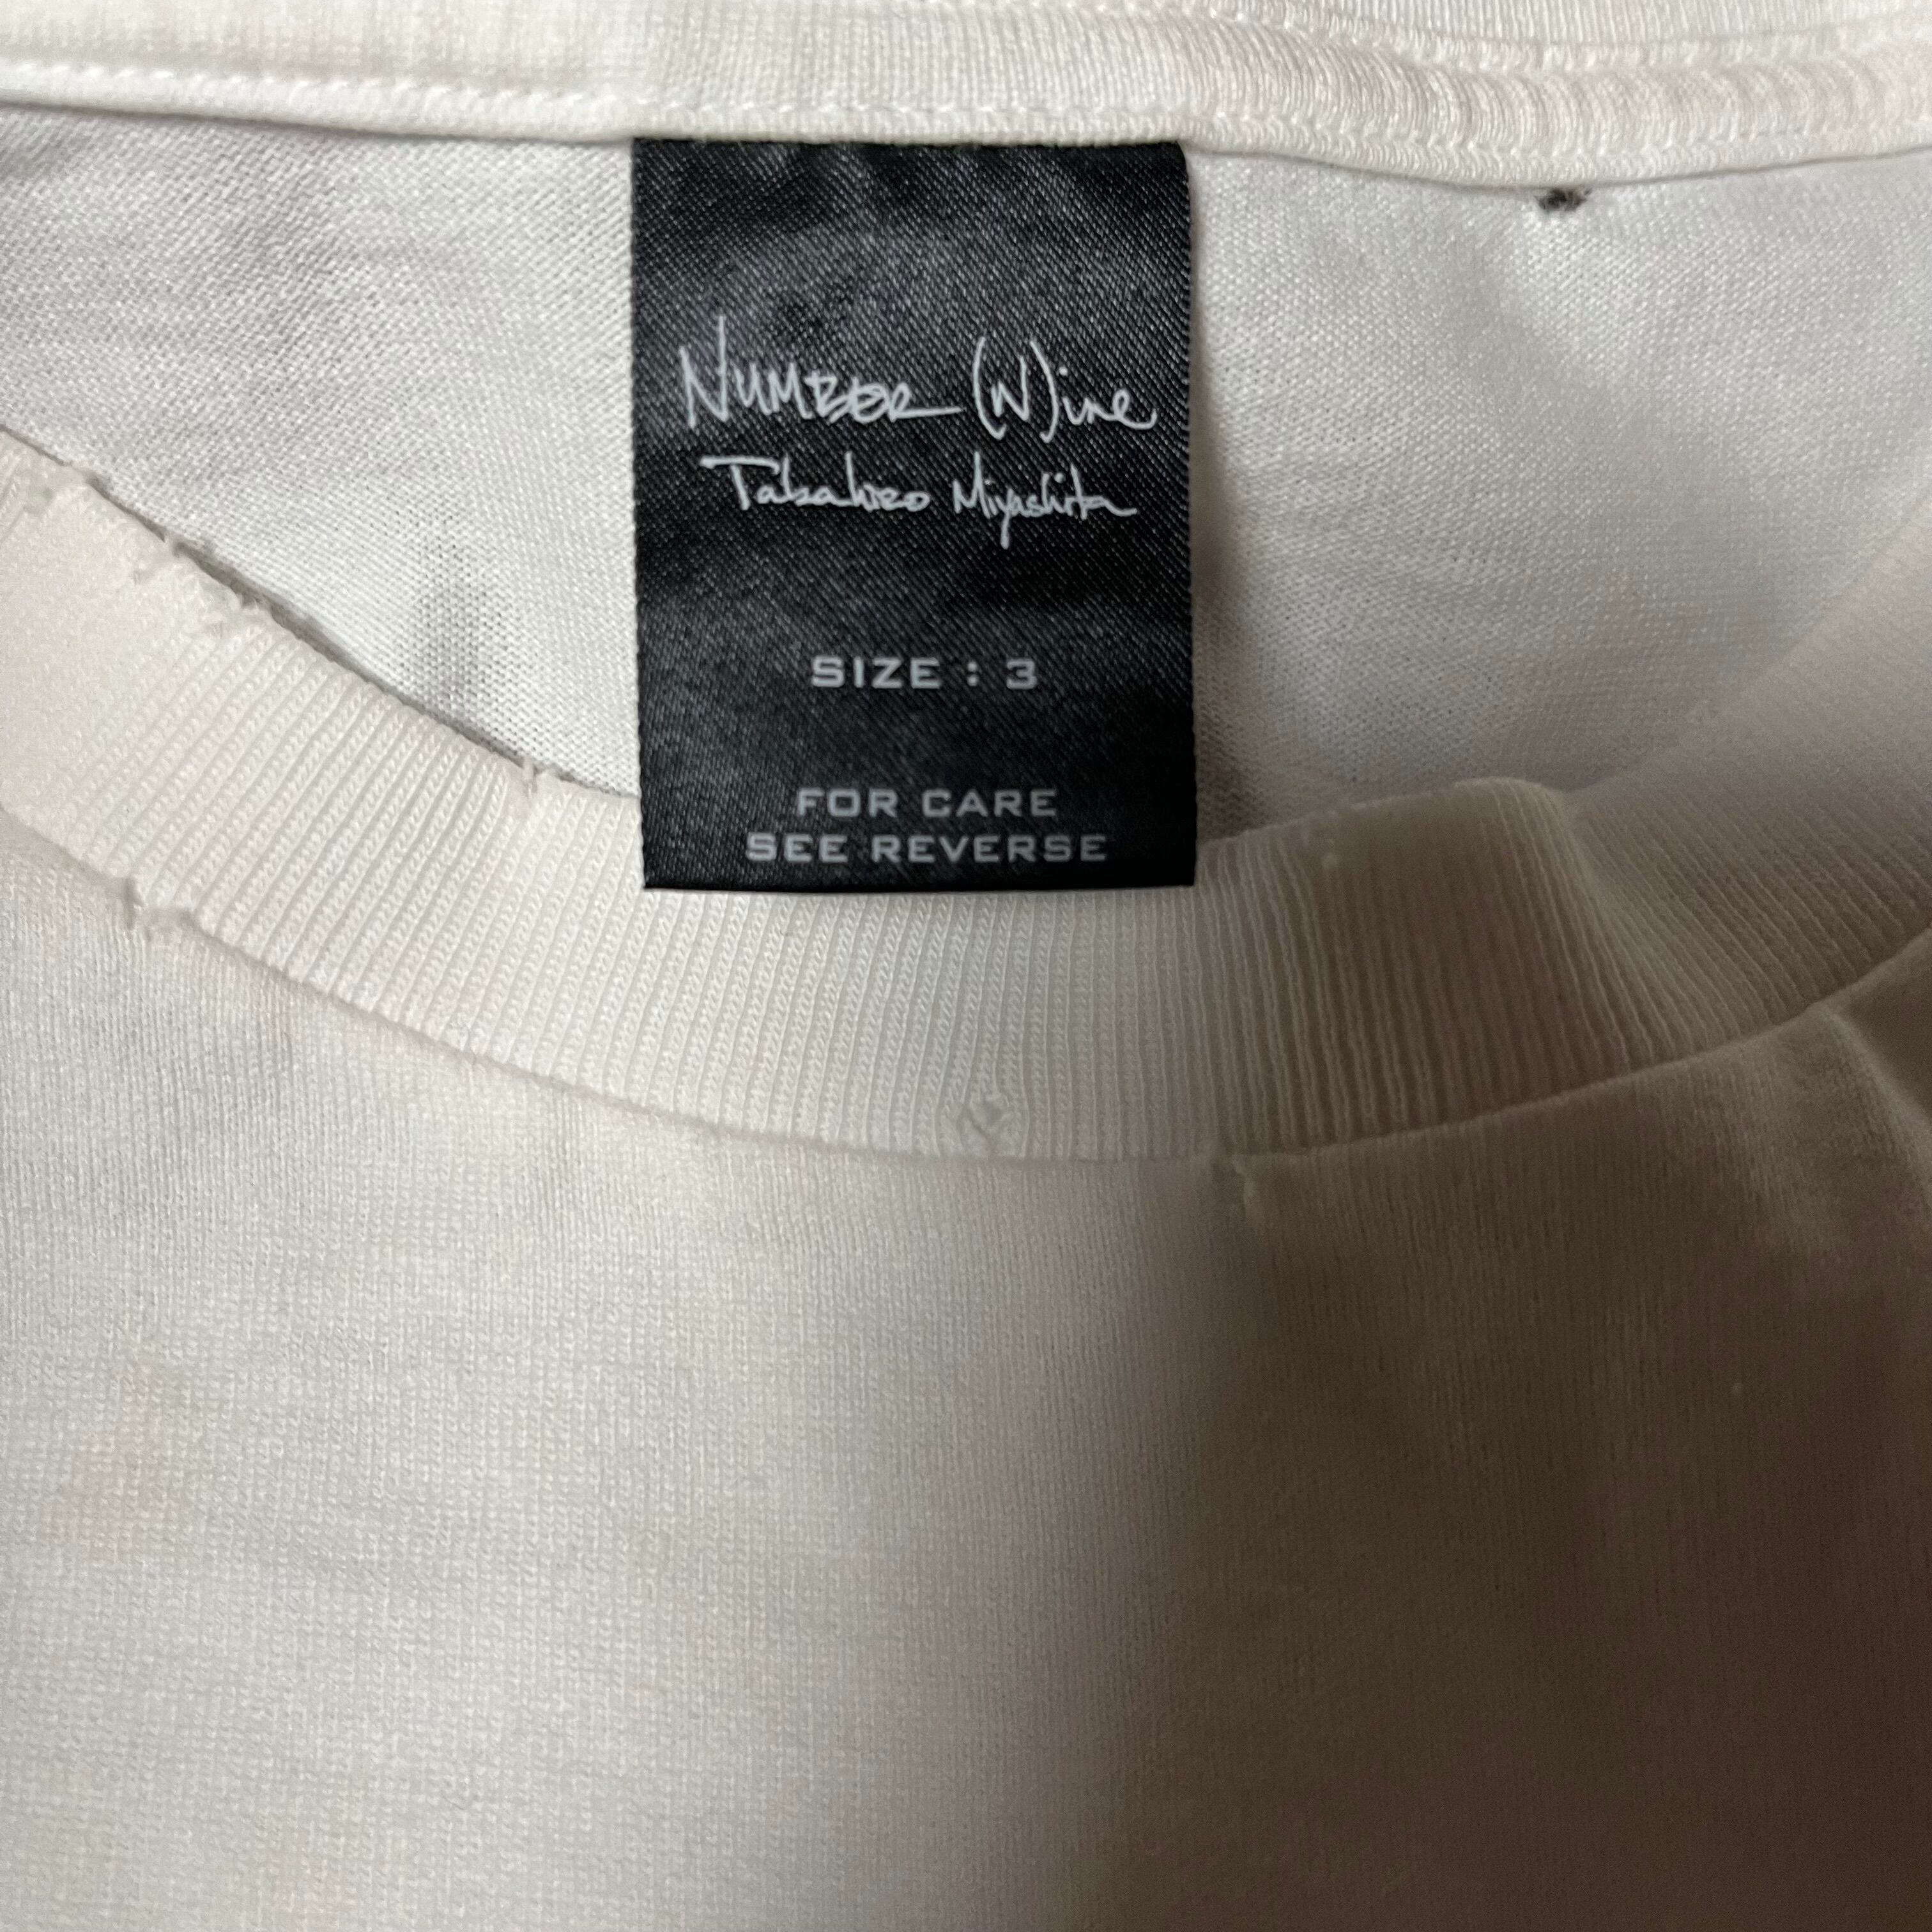 NUMBER (N)ine
Takahiro Miyashita
SIZE : 3
FOR CARE
SEE REVERSE